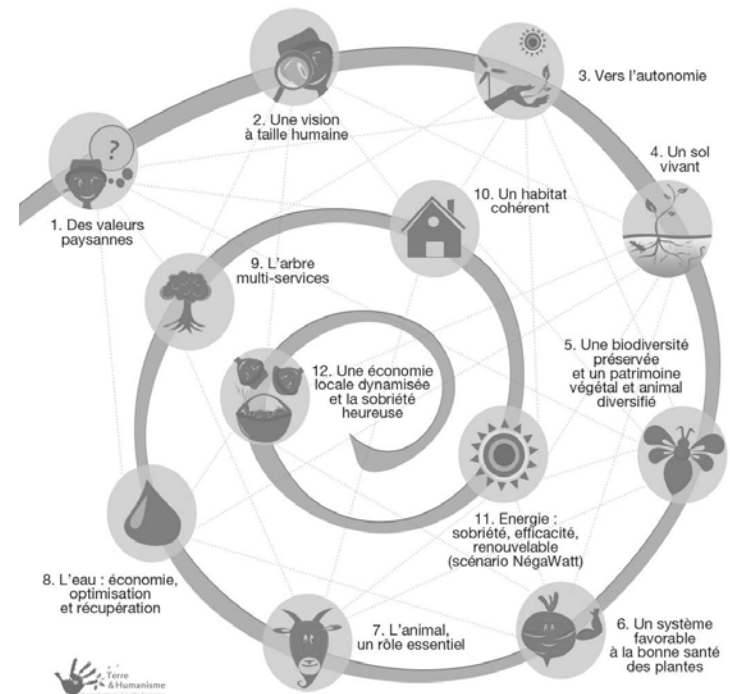 ?
1. Des valeurs
paysannes
2. Une vision
à taille humaine
3. Vers l'autonomie
4. Un sol
vivant
5. Une biodiversité
préservée
et un patrimoine
végétal et animal
diversifié
6. Un système
favorable
à la bonne santé
des plantes
7. L'animal,
un rôle essentiel
8. L'eau : économie,
optimisation
et récupération
9. L'arbre
multi-services
10. Un habitat
cohérent
11. Energie :
sobriété, efficacité,
renouvelable
(scénario NégaWatt)
12. Une économie
locale dynamisée
et la sobriété
heureuse
Terre
& Humanisme